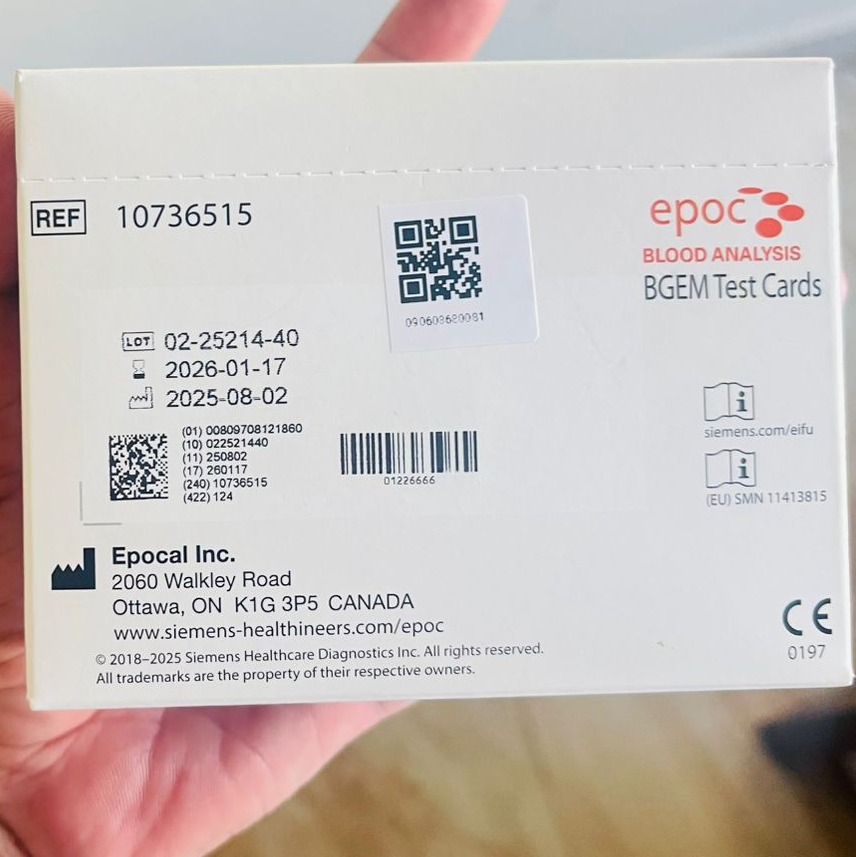 REF 10736515
090603680081
epoc
BLOOD ANALYSIS
BGEM Test Cards
LOT 02-25214-40
2026-01-17
2025-08-02
(01) 00809708121860
(10) 022521440
(11) 250802
(17) 260117
(240) 10736515
(422) 124
01226666
i
siemens.com/eifu
i
(EU) SMN 11413815
Epocal Inc.
2060 Walkley Road
Ottawa, ON K1G 3P5 CANADA
www.siemens-healthineers.com/epoc
© 2018–2025 Siemens Healthcare Diagnostics Inc. All rights reserved.
All trademarks are the property of their respective owners.
CE
0197